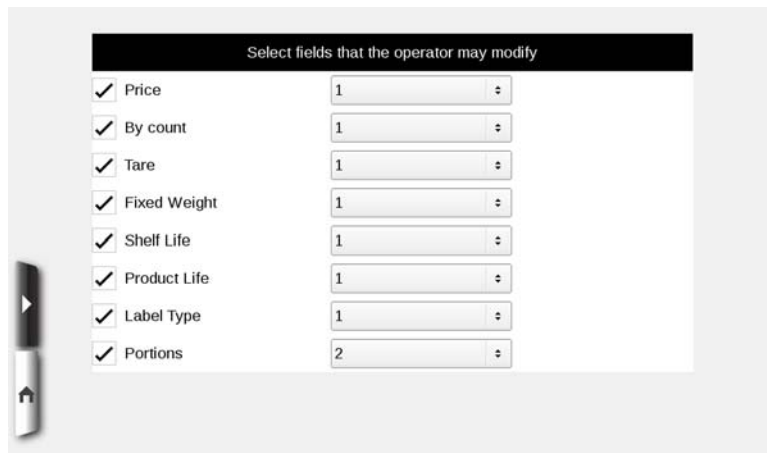 Select fields that the operator may modify
Price 1
By count 1
Tare 1
Fixed Weight 1
Shelf Life 1
Product Life 1
Label Type 1
Portions 2